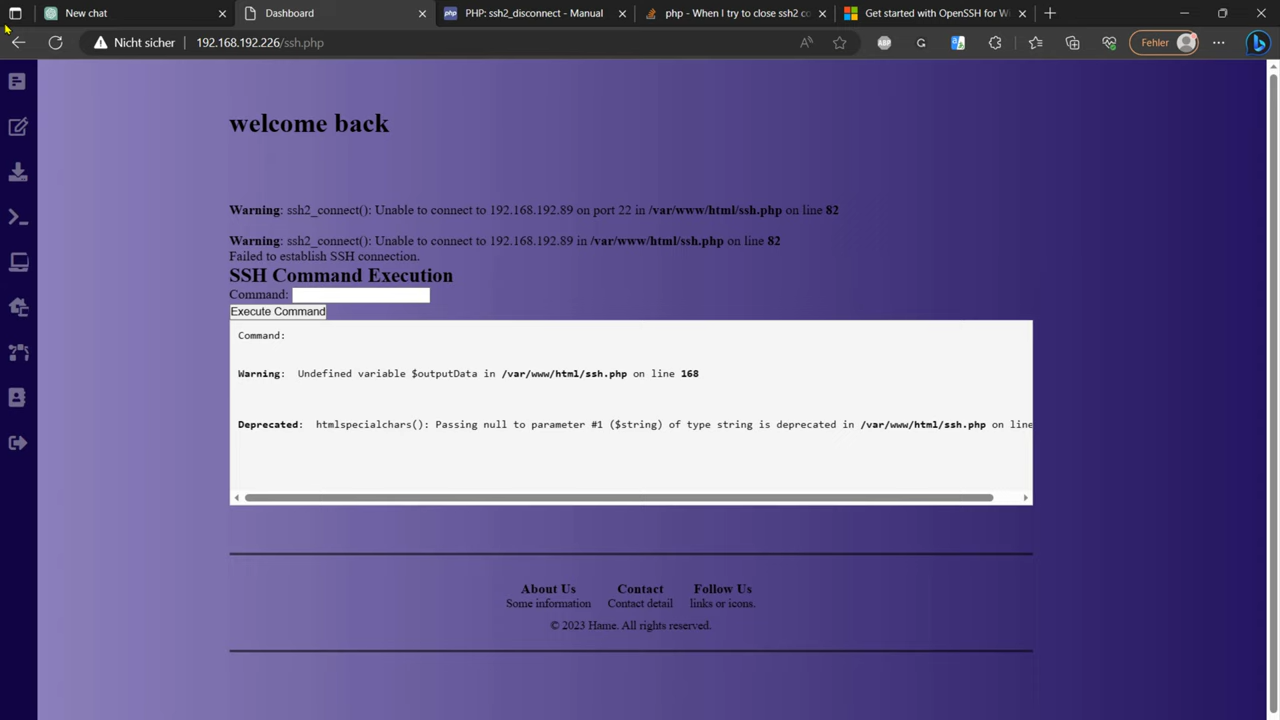 New chat
Dashboard
PHP: ssh2_disconnect - Manual
php - When I try to close ssh2 co
Get started with OpenSSH for Wi
Nicht sicher
192.168.192.226/ssh.php
Fehler
welcome back
Warning: ssh2_connect(): Unable to connect to 192.168.192.89 on port 22 in /var/www/html/ssh.php on line 82
Warning: ssh2_connect(): Unable to connect to 192.168.192.89 in /var/www/html/ssh.php on line 82
Failed to establish SSH connection.
SSH Command Execution
Command:
Execute Command
Command:
Warning: Undefined variable $outputData in /var/www/html/ssh.php on line 168
Deprecated: htmlspecialchars(): Passing null to parameter #1 ($string) of type string is deprecated in /var/www/html/ssh.php on line
About Us Contact Follow Us
Some information Contact detail links or icons.
© 2023 Hame. All rights reserved.